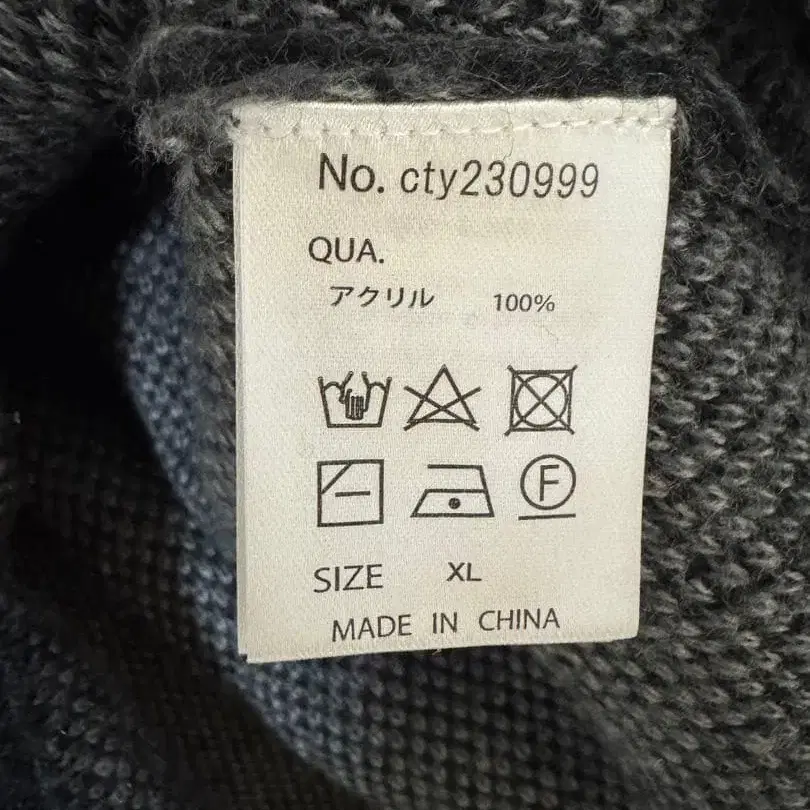 No. cty230999
QUA.
アクリル 100%
F
SIZE XL
MADE IN CHINA